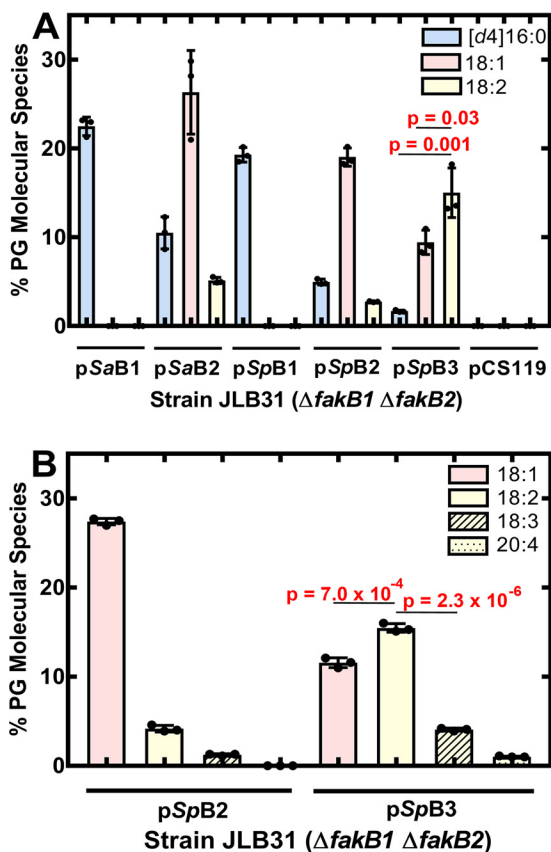 A
% PG Molecular Species
30
20
10
0
[d4]16:0
18:1
18:2
p = 0.03
p = 0.001
pSaB1 pSaB2 pSpB1 pSpB2 pSpB3 pCS119
Strain JLB31 (ΔfakB1 ΔfakB2)
B
% PG Molecular Species
30
20
10
0
18:1
18:2
18:3
20:4
p = 7.0 x 10⁻⁴
p = 2.3 x 10⁻⁶
pSpB2 pSpB3
Strain JLB31 (ΔfakB1 ΔfakB2)